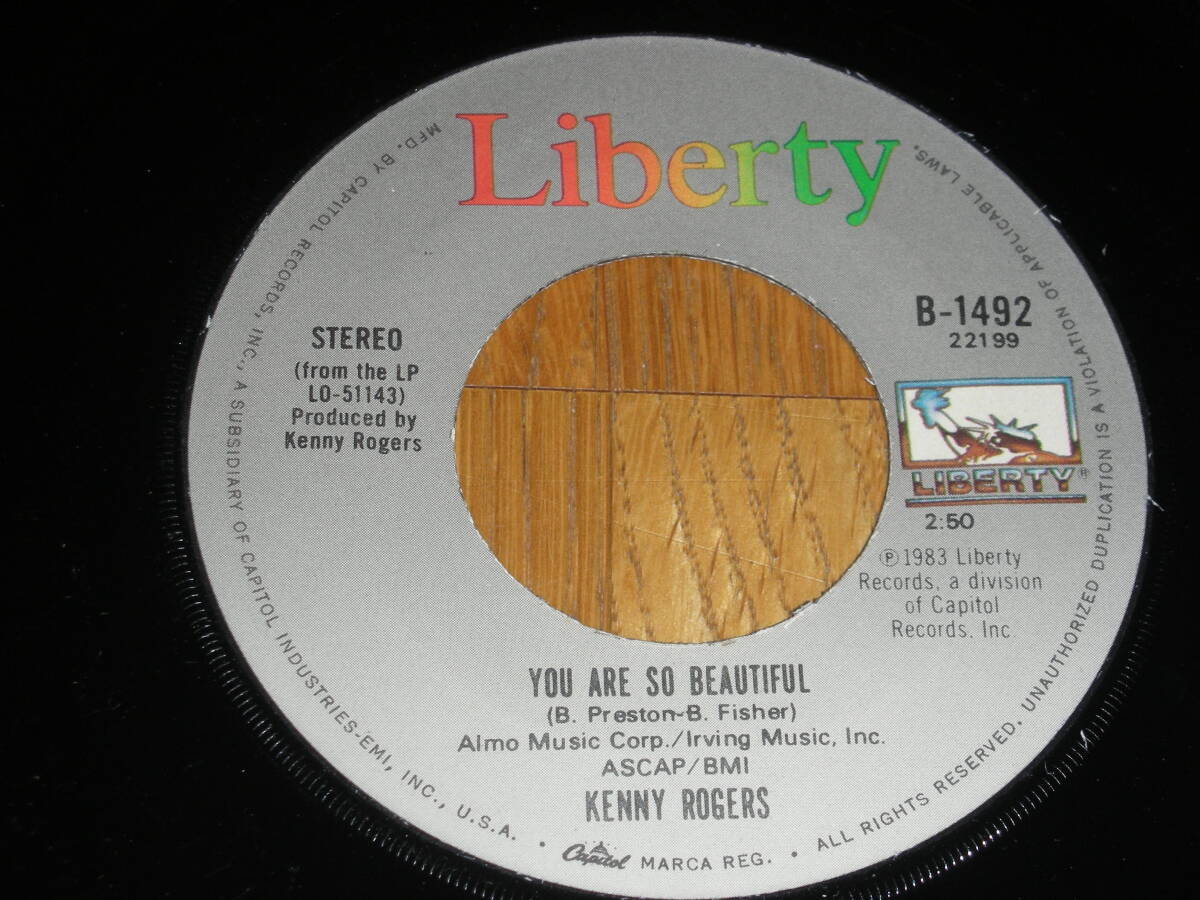 Liberty
STEREO
(from the LP
LO-51143)
Produced by
Kenny Rogers
B-1492
22199
LIBERTY®
2:50
℗1983 Liberty
Records, a division
of Capitol
Records, Inc
YOU ARE SO BEAUTIFUL
(B. Preston-B. Fisher)
Almo Music Corp./Irving Music, Inc.
ASCAP/BMI
KENNY ROGERS
MFD. BY CAPITOL RECORDS, INC., A SUBSIDIARY OF CAPITOL INDUSTRIES-EMI, INC., U.S.A. • Capitol MARCA REG. • ALL RIGHTS RESERVED. UNAUTHORIZED DUPLICATION IS A VIOLATION OF APPLICABLE LAWS.